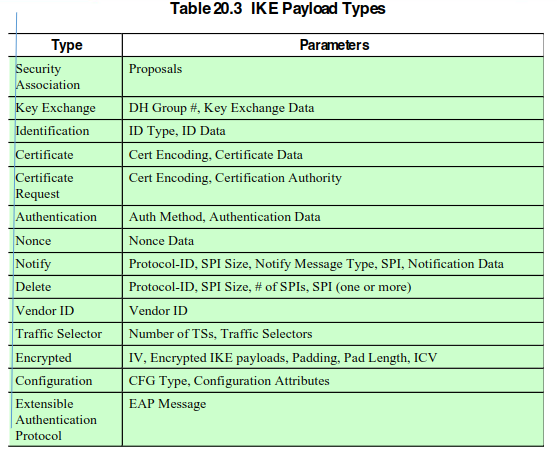 Table 20.3 IKE Payload Types
Type Parameters
Security Proposals
Association
Key Exchange DH Group #, Key Exchange Data
Identification ID Type, ID Data
Certificate Cert Encoding, Certificate Data
Certificate Cert Encoding, Certification Authority
Request
Authentication Auth Method, Authentication Data
Nonce Nonce Data
Notify Protocol-ID, SPI Size, Notify Message Type, SPI, Notification Data
Delete Protocol-ID, SPI Size, # of SPIs, SPI (one or more)
Vendor ID Vendor ID
Traffic Selector Number of TSs, Traffic Selectors
Encrypted IV, Encrypted IKE payloads, Padding, Pad Length, ICV
Configuration CFG Type, Configuration Attributes
Extensible EAP Message
Authentication
Protocol